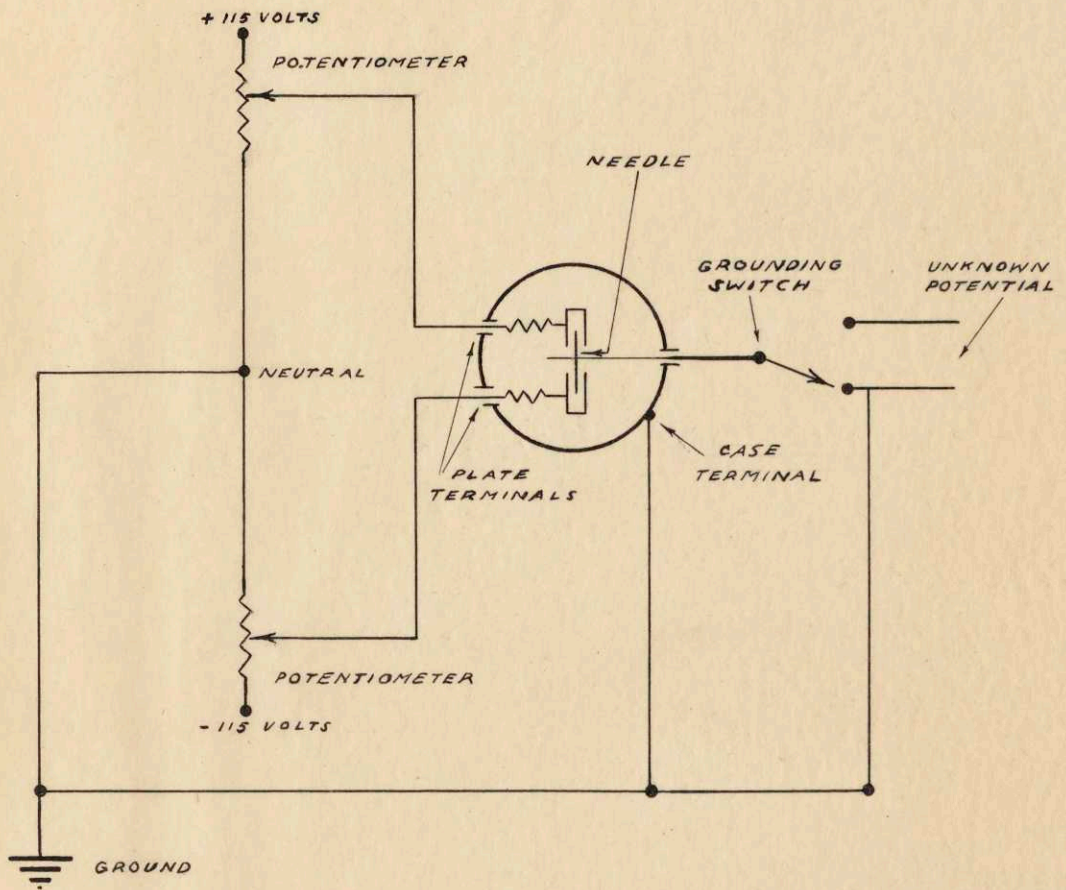 + 115 VOLTS
POTENTIOMETER
NEEDLE
GROUNDING
SWITCH
UNKNOWN
POTENTIAL
NEUTRAL
PLATE
TERMINALS
CASE
TERMINAL
POTENTIOMETER
- 115 VOLTS
GROUND